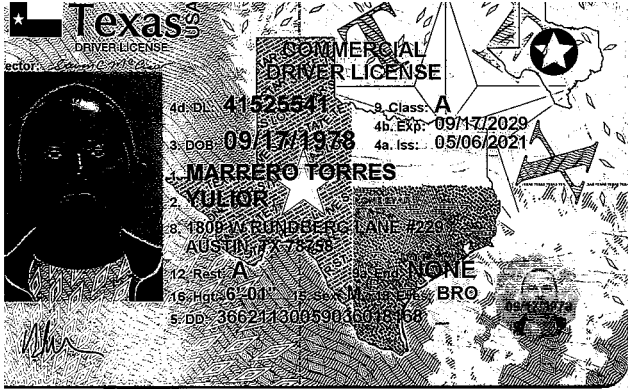 Texas USA
DRIVER LICENSE
COMMERCIAL
DRIVER LICENSE
4d. DL: 41525541 9. Class: A
4b. Exp: 09/17/2029
3. DOB 09/17/1978 4a. Iss: 05/06/2021
1. MARRERO TORRES
2. YULIOR
8. 1809 W RUNDBERG LANE #229
AUSTIN, TX 78758
12. Rest: A 9a. End: NONE
16. Hgt: 6'-01" 15. Sex: M 18. Eyes: BRO
5. DD: